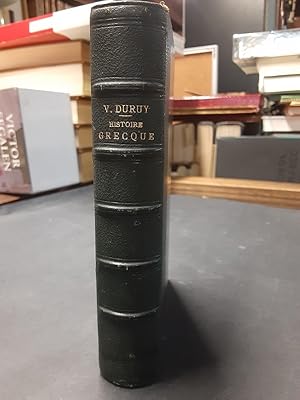 V. DURUY
HISTOIRE
GRECQUE
VICTOR